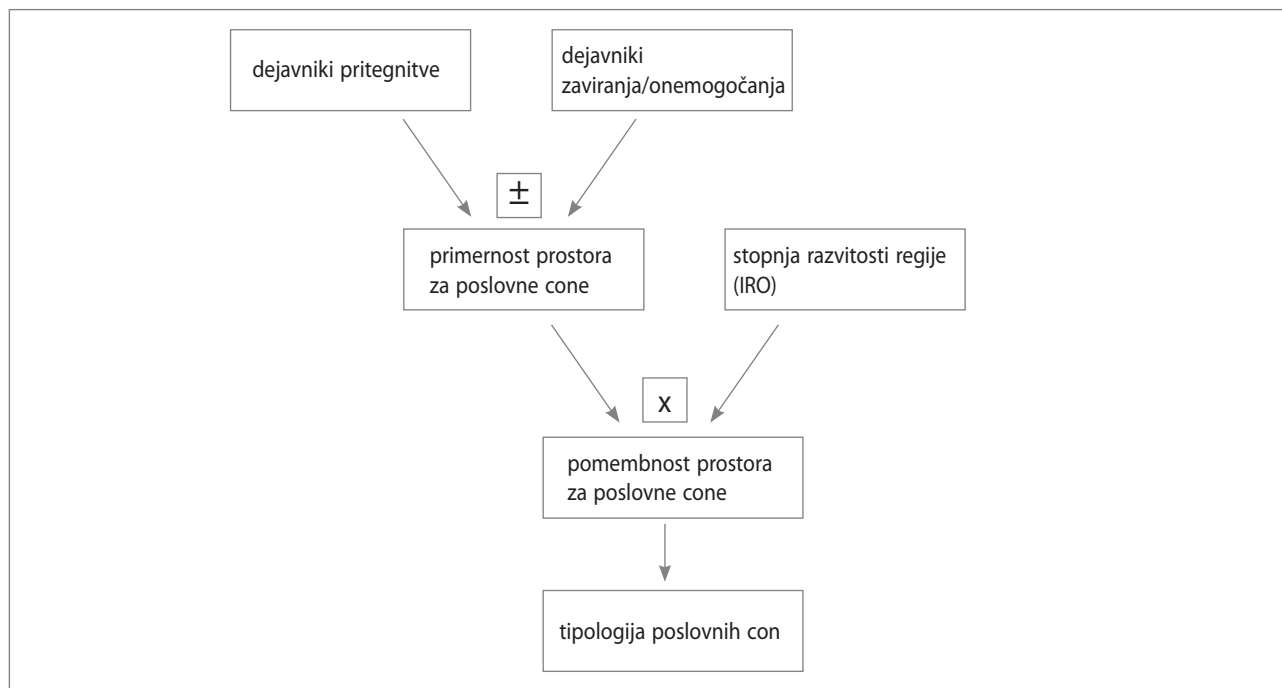 dejavniki pritegnitve
dejavniki
zaviranja/onemogočanja
±
primernost prostora
za poslovne cone
stopnja razvitosti regije
(IRO)
x
pomembnost prostora
za poslovne cone
tipologija poslovnih con